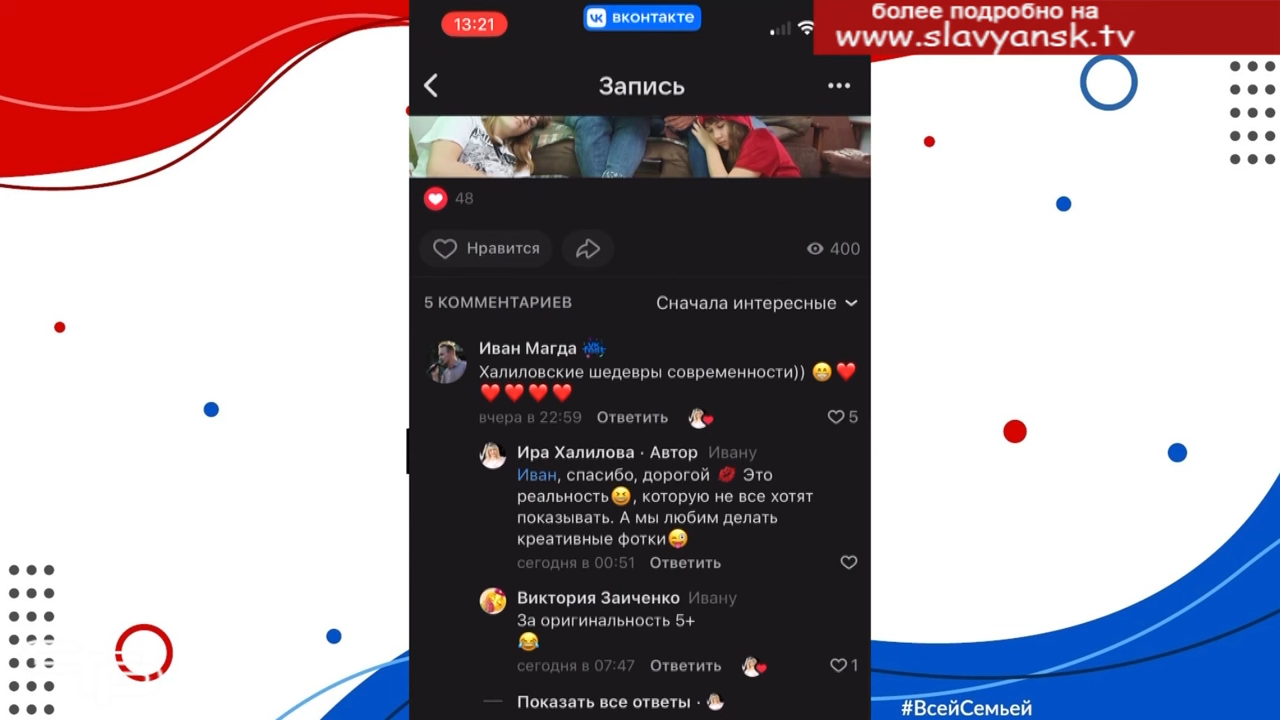 13:21
вконтакте
более подробно на
www.slavyansk.tv
Запись
48
Нравится
400
5 КОММЕНТАРИЕВ
Сначала интересные
Иван Магда
Халиловские шедевры современности)) 😁❤️
❤️❤️❤️❤️
вчера в 22:59 Ответить 5
Ира Халилова · Автор Ивану
Иван, спасибо, дорогой 💋 Это
реальность😆, которую не все хотят
показывать. А мы любим делать
креативные фотки😜
сегодня в 00:51 Ответить
Виктория Заиченко Ивану
За оригинальность 5+
😂
сегодня в 07:47 Ответить 1
Показать все ответы ·
#ВсейСемьей